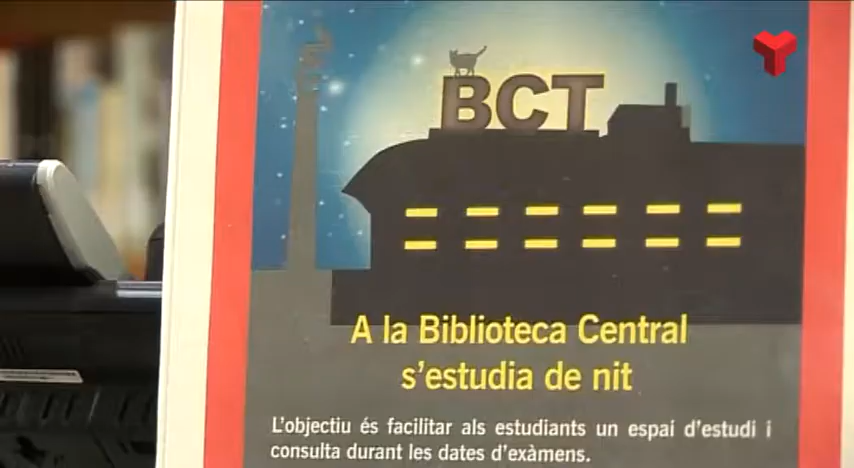 BCT
A la Biblioteca Central
s'estudia de nit
L'objectiu és facilitar als estudiants un espai d'estudi i
consulta durant les dates d'exàmens.